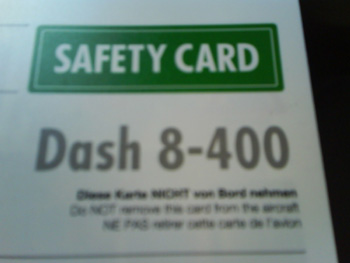 SAFETY CARD
Dash 8-400
Diese Karte NICHT von Bord nehmen
Do NOT remove this card from the aircraft
NE PAS retirer cette carte de l'avion